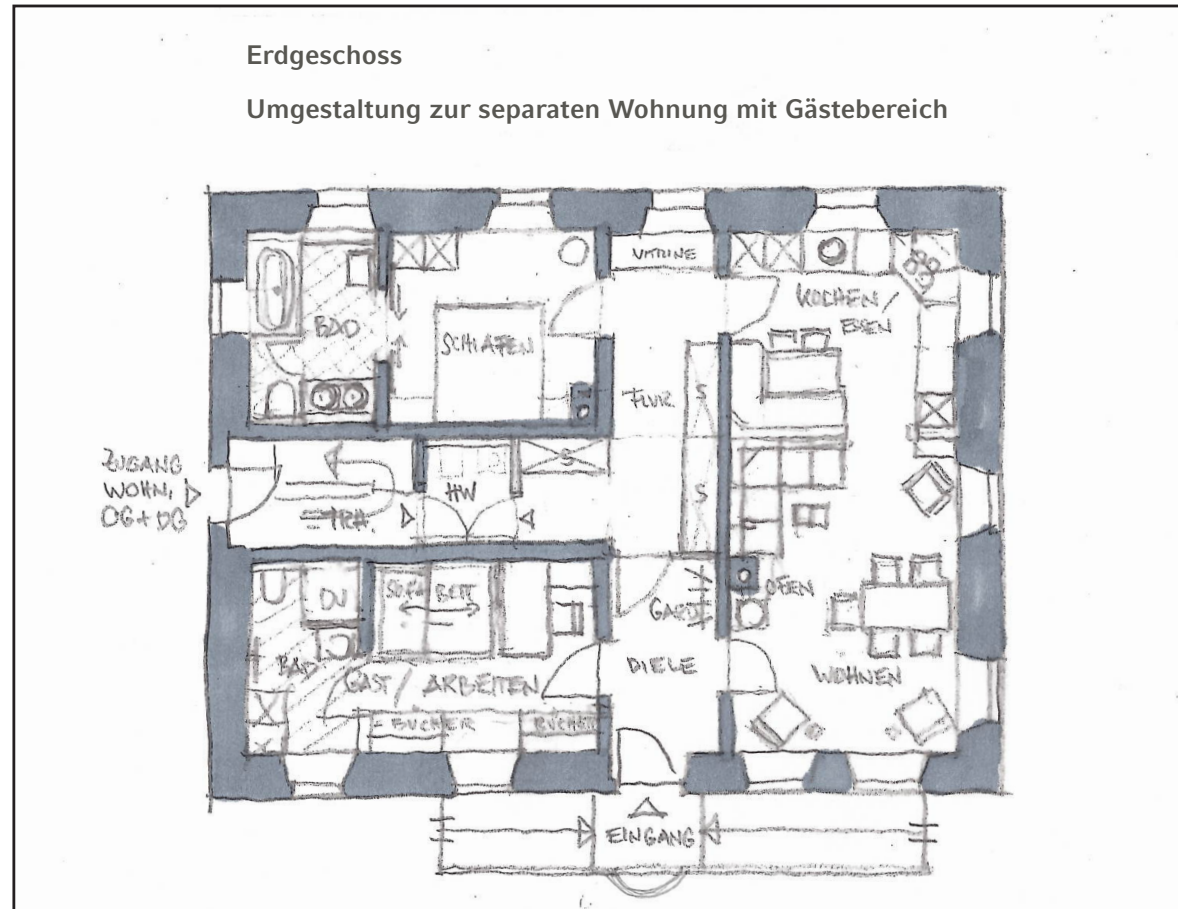 Erdgeschoss
Umgestaltung zur separaten Wohnung mit Gästebereich
VITRINE
KOCHEN/
ESSEN
BAD
SCHLAFEN
FLUR
S
S
S
ZUGANG
WOHN.
OG+DG
HW
TRH.
DU
SOFA
BETT
OFEN
GARD.
BAD
GAST/ ARBEITEN
DIELE
WOHNEN
BÜCHER
BÜCHER
EINGANG